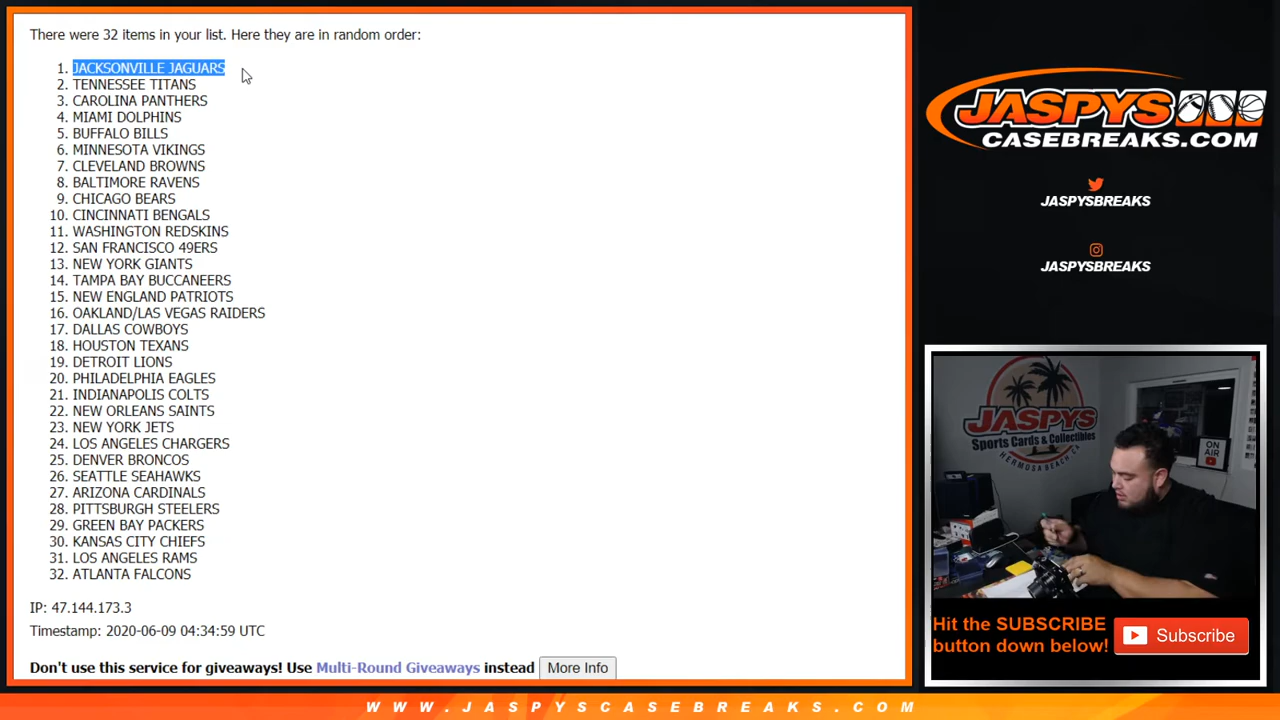 There were 32 items in your list. Here they are in random order:
1. JACKSONVILLE JAGUARS
2. TENNESSEE TITANS
3. CAROLINA PANTHERS
4. MIAMI DOLPHINS
5. BUFFALO BILLS
6. MINNESOTA VIKINGS
7. CLEVELAND BROWNS
8. BALTIMORE RAVENS
9. CHICAGO BEARS
10. CINCINNATI BENGALS
11. WASHINGTON REDSKINS
12. SAN FRANCISCO 49ERS
13. NEW YORK GIANTS
14. TAMPA BAY BUCCANEERS
15. NEW ENGLAND PATRIOTS
16. OAKLAND/LAS VEGAS RAIDERS
17. DALLAS COWBOYS
18. HOUSTON TEXANS
19. DETROIT LIONS
20. PHILADELPHIA EAGLES
21. INDIANAPOLIS COLTS
22. NEW ORLEANS SAINTS
23. NEW YORK JETS
24. LOS ANGELES CHARGERS
25. DENVER BRONCOS
26. SEATTLE SEAHAWKS
27. ARIZONA CARDINALS
28. PITTSBURGH STEELERS
29. GREEN BAY PACKERS
30. KANSAS CITY CHIEFS
31. LOS ANGELES RAMS
32. ATLANTA FALCONS
IP: 47.144.173.3
Timestamp: 2020-06-09 04:34:59 UTC
Don't use this service for giveaways! Use Multi-Round Giveaways instead More Info
JASPYS
CASEBREAKS.COM
JASPYSBREAKS
JASPYSBREAKS
JASPYS
Sports Cards & Collectibles
HERMOSA BEACH, CA
ON
AIR
Hit the SUBSCRIBE
button down below!
Subscribe
WWW.JASPYSCASEBREAKS.COM